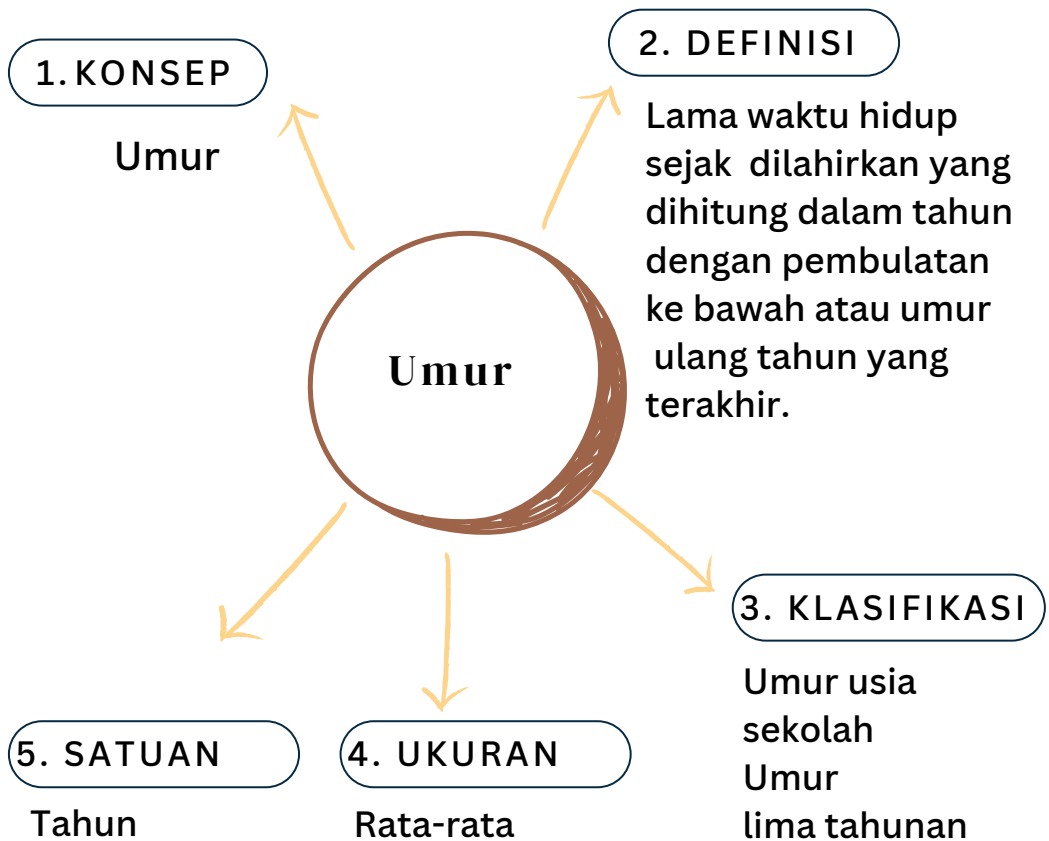 1. KONSEP
Umur
2. DEFINISI
Lama waktu hidup
sejak dilahirkan yang
dihitung dalam tahun
dengan pembulatan
ke bawah atau umur
ulang tahun yang
terakhir.
Umur
3. KLASIFIKASI
Umur usia
sekolah
Umur
lima tahunan
4. UKURAN
Rata-rata
5. SATUAN
Tahun